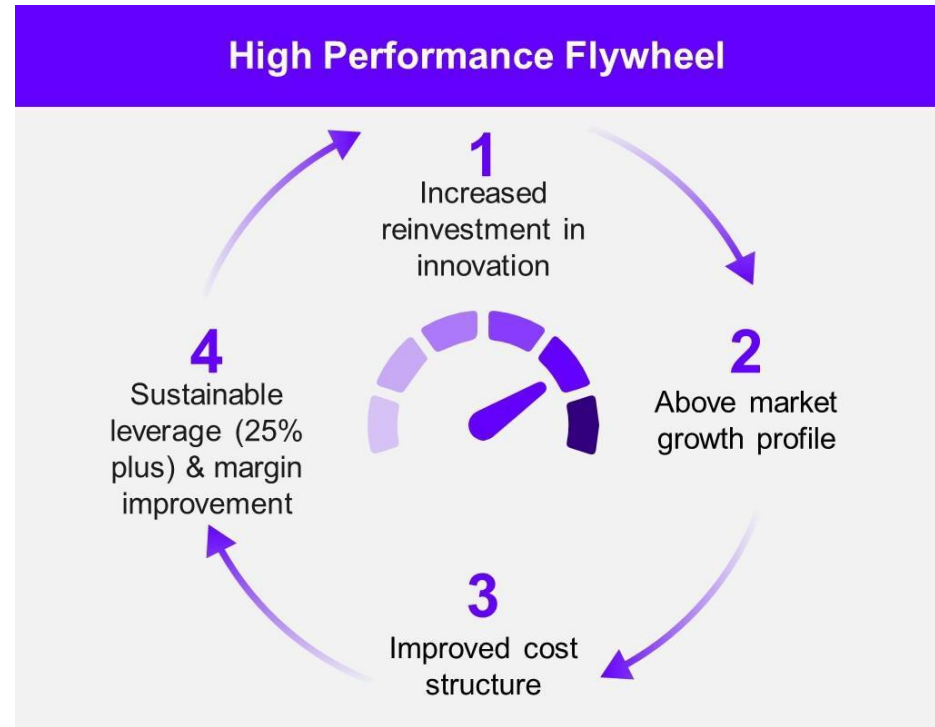 High Performance Flywheel
1
Increased
reinvestment in
innovation
2
Above market
growth profile
3
Improved cost
structure
4
Sustainable
leverage (25%
plus) & margin
improvement